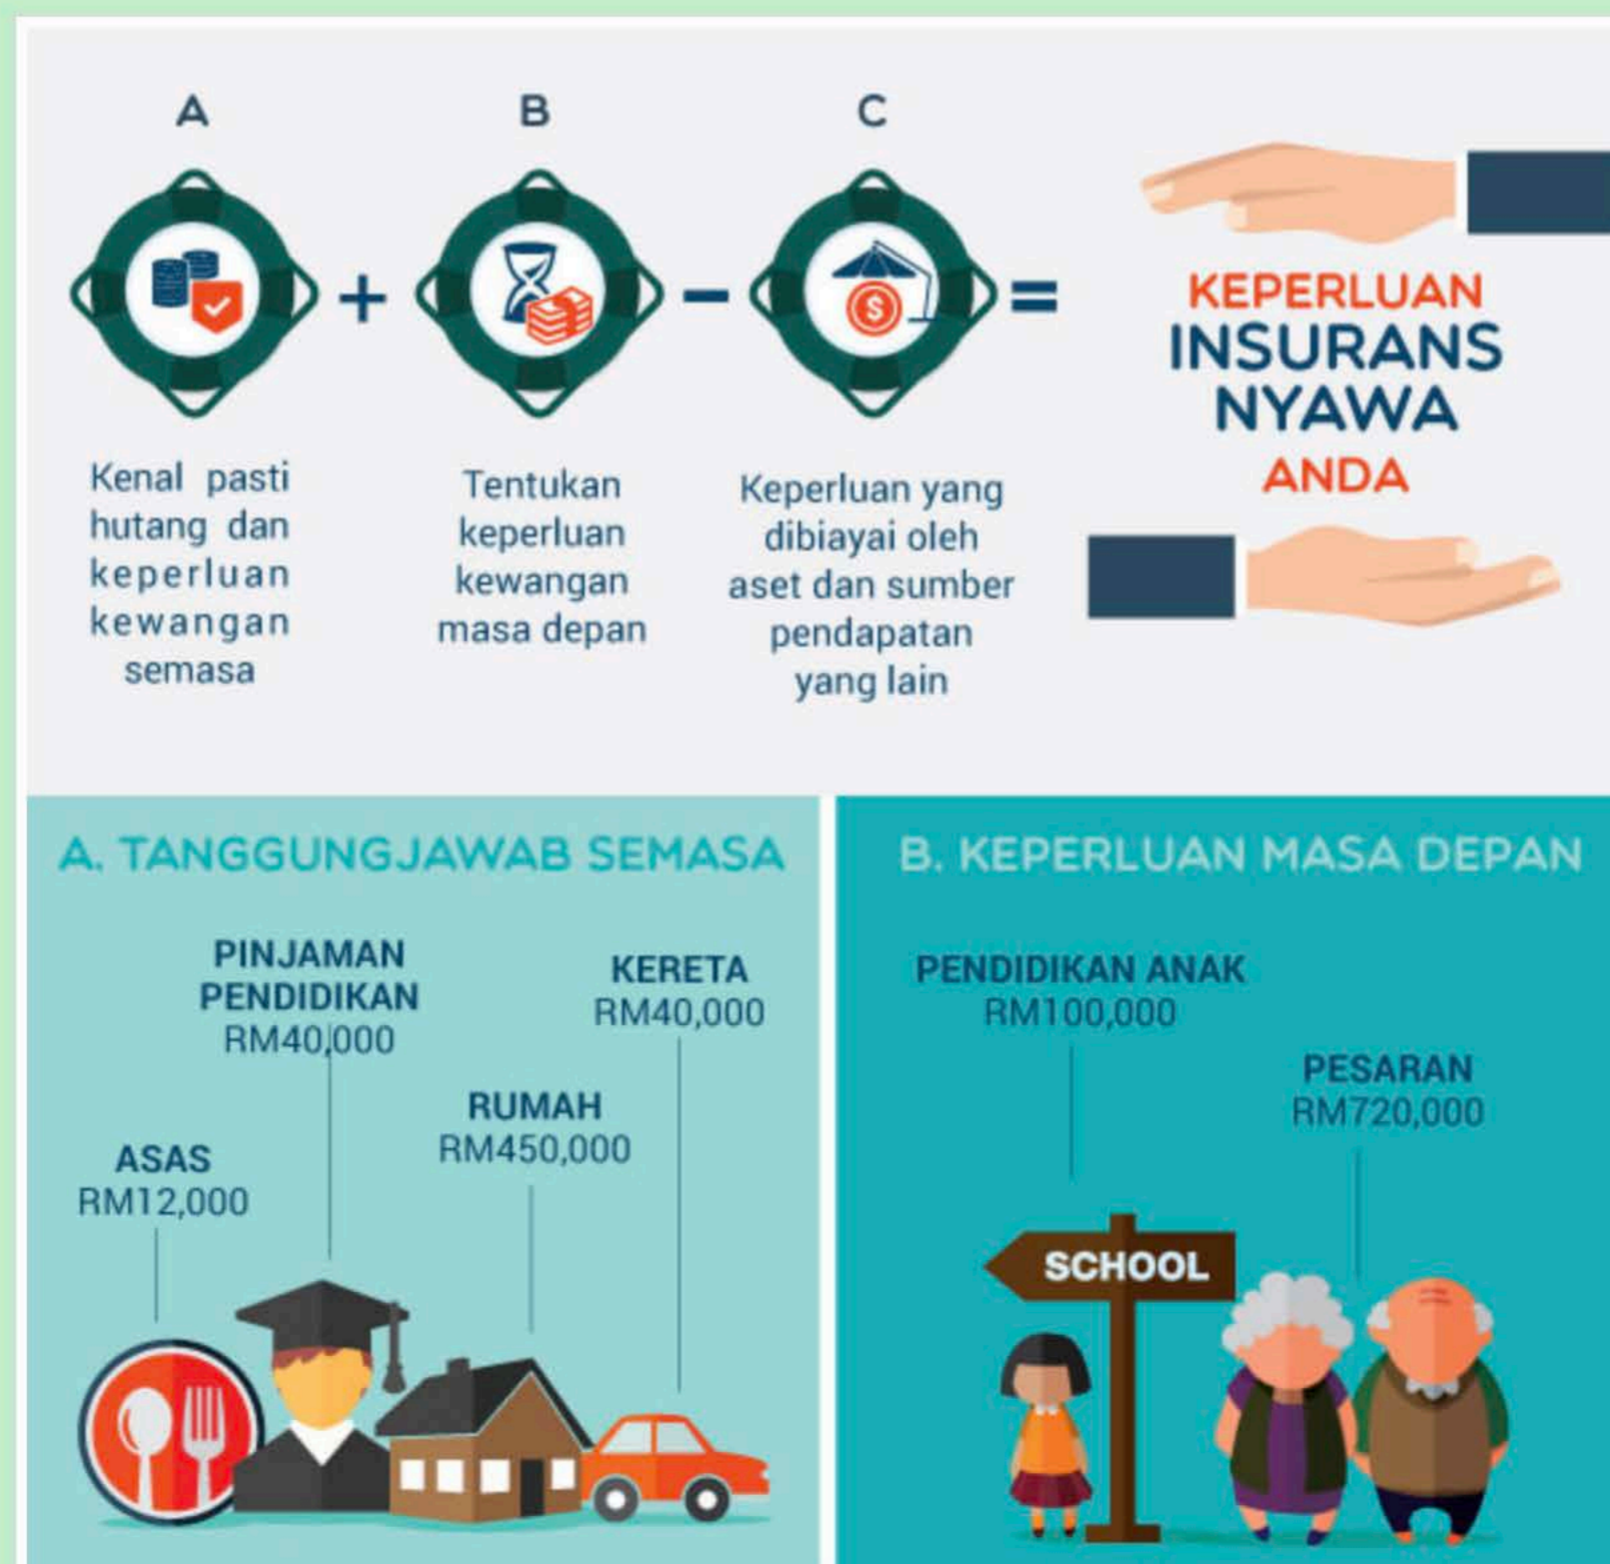 A
B
C
+
−
=
Kenal pasti
hutang dan
keperluan
kewangan
semasa
Tentukan
keperluan
kewangan
masa depan
Keperluan yang
dibiayai oleh
aset dan sumber
pendapatan
yang lain
KEPERLUAN
INSURANS
NYAWA
ANDA
A. TANGGUNGJAWAB SEMASA
PINJAMAN
PENDIDIKAN
RM40,000
KERETA
RM40,000
RUMAH
RM450,000
ASAS
RM12,000
B. KEPERLUAN MASA DEPAN
PENDIDIKAN ANAK
RM100,000
PESARAN
RM720,000
SCHOOL